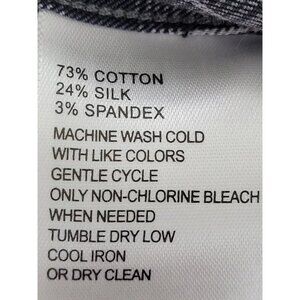 73% COTTON
24% SILK
3% SPANDEX
MACHINE WASH COLD
WITH LIKE COLORS
GENTLE CYCLE
ONLY NON-CHLORINE BLEACH
WHEN NEEDED
TUMBLE DRY LOW
COOL IRON
OR DRY CLEAN